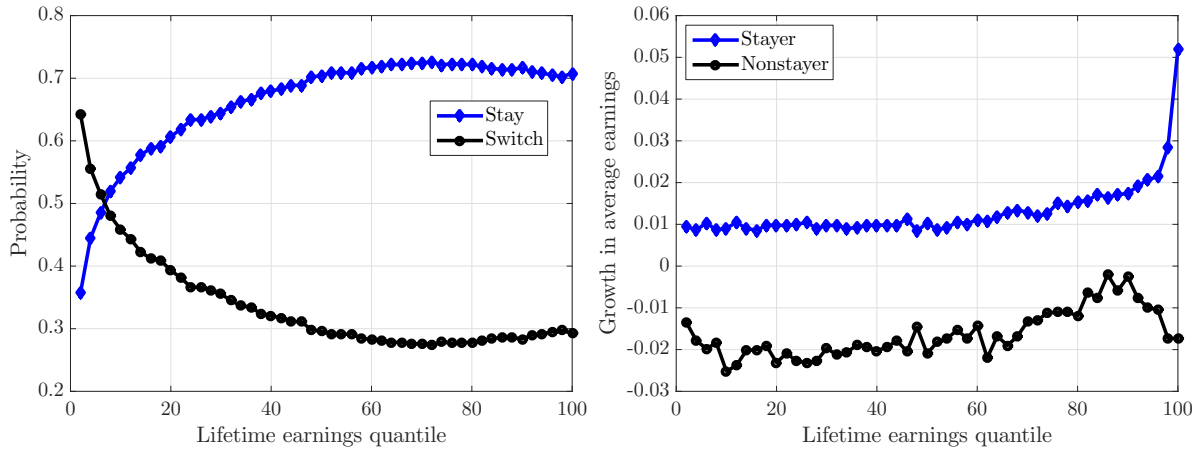 0.8
0.7
0.6
0.5
0.4
0.3
0.2
Probability
Stay
Switch
0 20 40 60 80 100
Lifetime earnings quantile
0.06
0.05
0.04
0.03
0.02
0.01
0
-0.01
-0.02
-0.03
Growth in average earnings
Stayer
Nonstayer
0 20 40 60 80 100
Lifetime earnings quantile